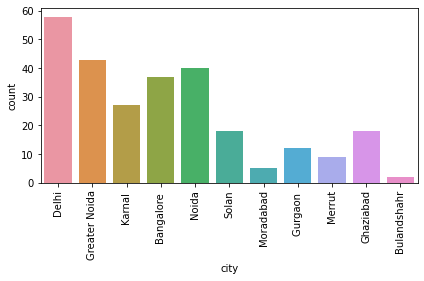 60
50
40
30
20
10
0
count
Delhi
Greater Noida
Karnal
Bangalore
Noida
Solan
Moradabad
Gurgaon
Merrut
Ghaziabad
Bulandshahr
city